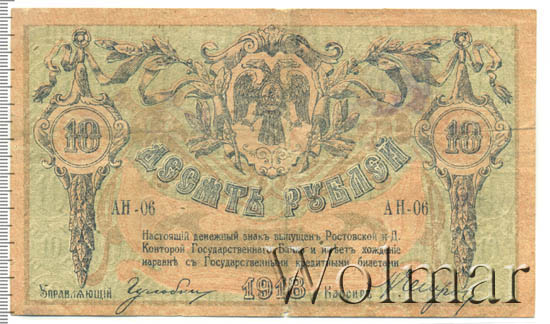 10 10
ДЕСЯТЬ РУБЛЕЙ
АН-06 АН-06
Настоящий денежный знакъ выпущенъ Ростовской н-Д.
Конторой Государственнаго Банка и имѣетъ хожденіе
наравнѣ съ Государственными кредитными билетами
Управляющій 1918 Кассиръ
Wolmar